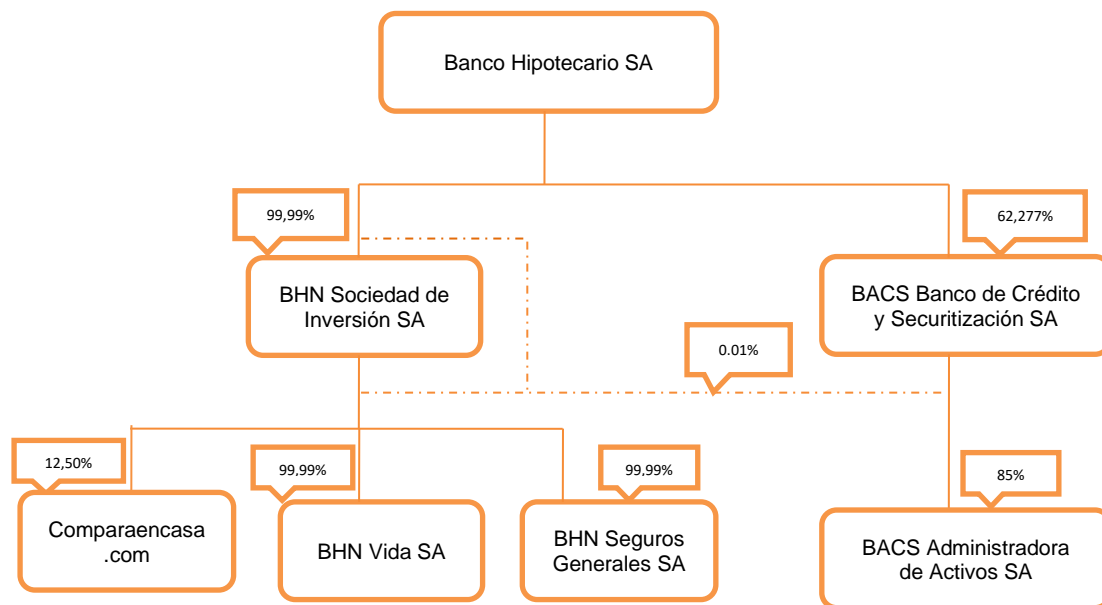 Banco Hipotecario SA
99,99%
62,277%
BHN Sociedad de
Inversión SA
BACS Banco de Crédito
y Securitización SA
0.01%
12,50%
99,99%
99,99%
85%
Comparaencasa
.com
BHN Vida SA
BHN Seguros
Generales SA
BACS Administradora
de Activos SA